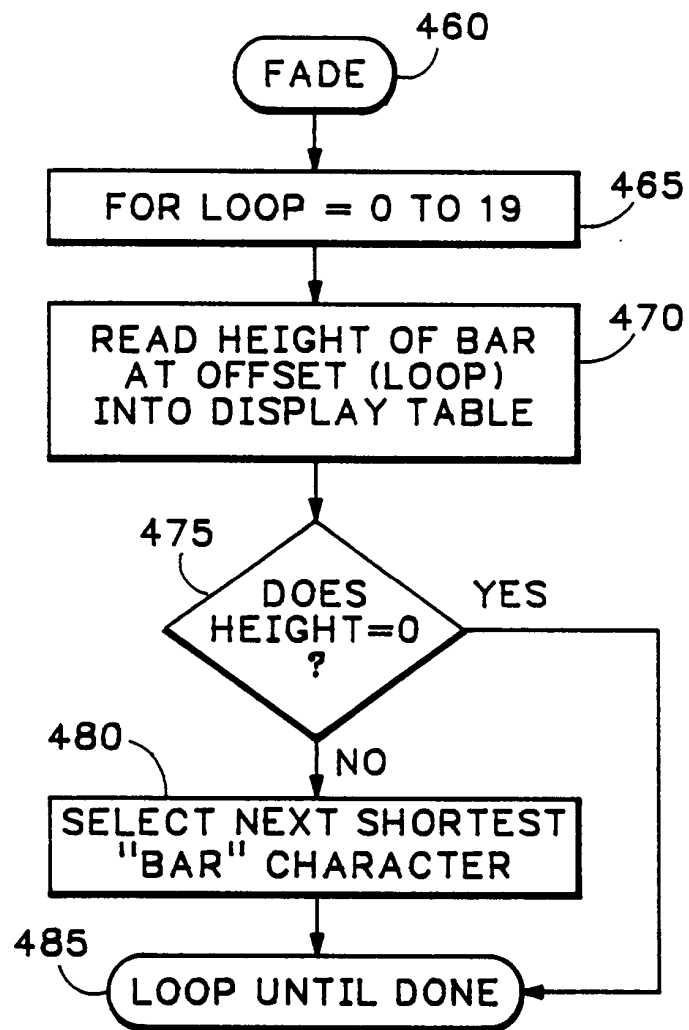 460
FADE
FOR LOOP = 0 TO 19
465
READ HEIGHT OF BAR
AT OFFSET (LOOP)
INTO DISPLAY TABLE
470
475
DOES
HEIGHT=0
?
YES
NO
480
SELECT NEXT SHORTEST
"BAR" CHARACTER
485
LOOP UNTIL DONE